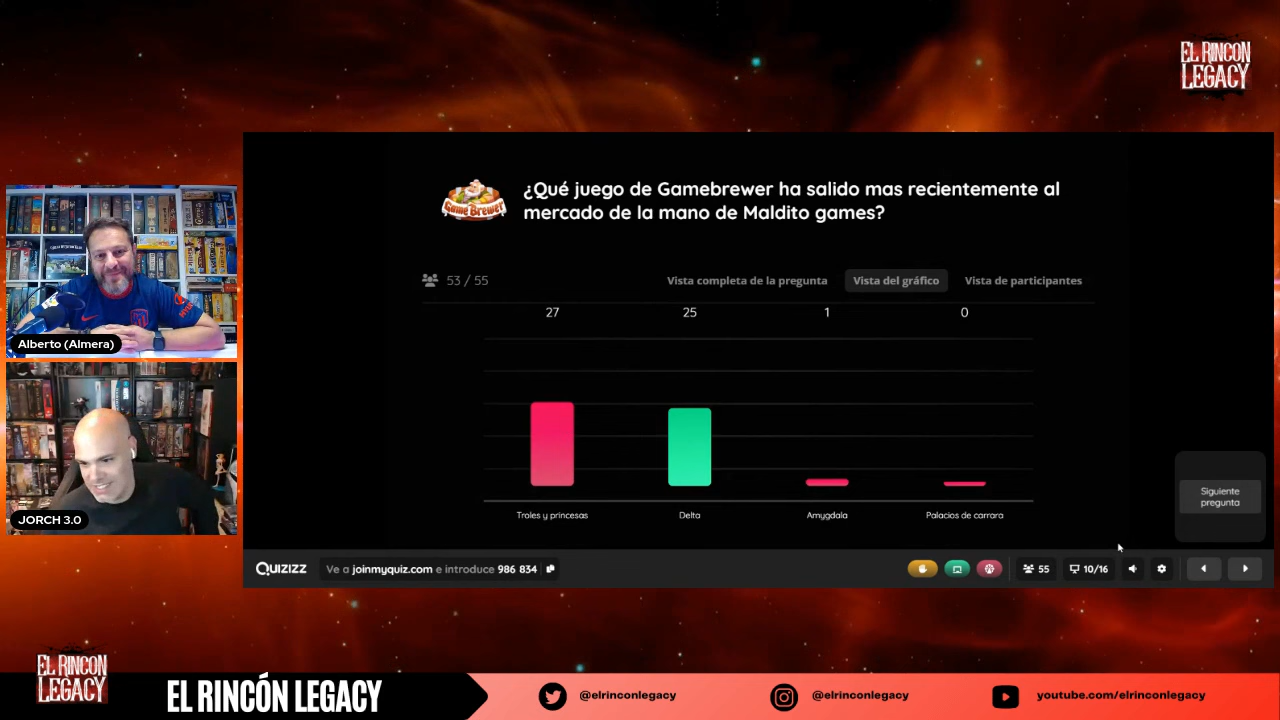 EL RINCON
LEGACY
¿Qué juego de Gamebrewer ha salido mas recientemente al
mercado de la mano de Maldito games?
GAME BREWER
53 / 55
Vista completa de la pregunta
Vista del gráfico
Vista de participantes
27
25
1
0
Troles y princesas
Delta
Amygdala
Palacios de carrara
Siguiente
pregunta
Alberto (Almera)
JORCH 3.0
QUIZIZZ
Ve a joinmyquiz.com e introduce 986 834
55
10/16
EL RINCON
LEGACY
EL RINCÓN LEGACY
@elrinconlegacy
@elrinconlegacy
youtube.com/elrinconlegacy